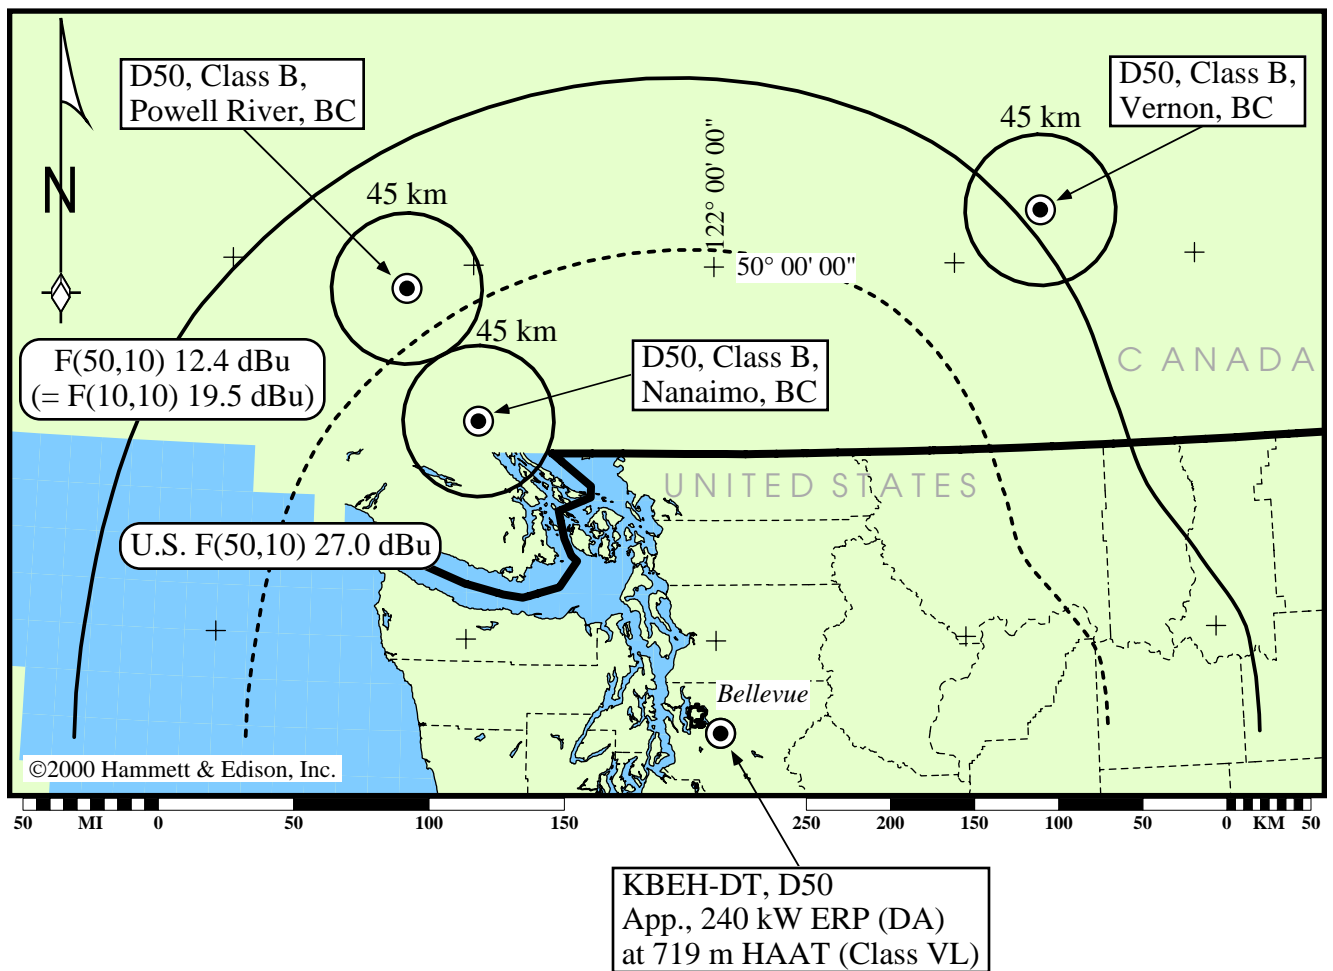 D50, Class B,
Powell River, BC
D50, Class B,
Vernon, BC
45 km
122° 00' 00"
N
45 km
50° 00' 00"
45 km
F(50,10) 12.4 dBu
(= F(10,10) 19.5 dBu)
D50, Class B,
Nanaimo, BC
CANADA
UNITED STATES
U.S. F(50,10) 27.0 dBu
Bellevue
©2000 Hammett & Edison, Inc.
50 MI 0 50 100 150 250 200 150 100 50 0 KM 50
KBEH-DT, D50
App., 240 kW ERP (DA)
at 719 m HAAT (Class VL)